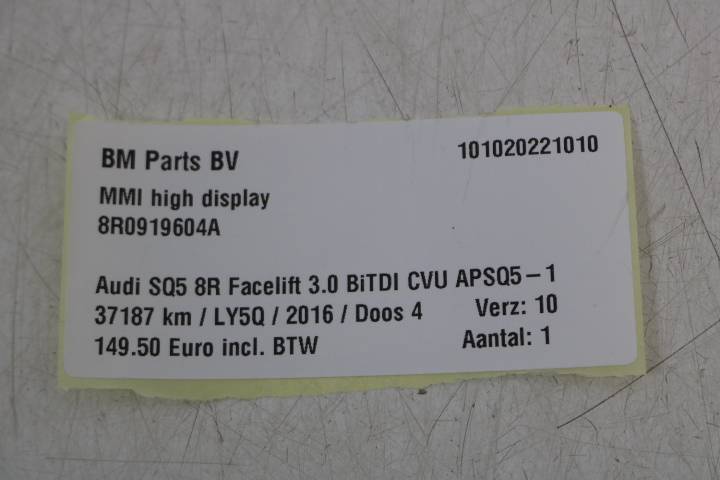 BM Parts BV 101020221010
MMI high display
8R0919604A
Audi SQ5 8R Facelift 3.0 BiTDI CVU APSQ5-1
37187 km / LY5Q / 2016 / Doos 4 Verz: 10
149.50 Euro incl. BTW Aantal: 1